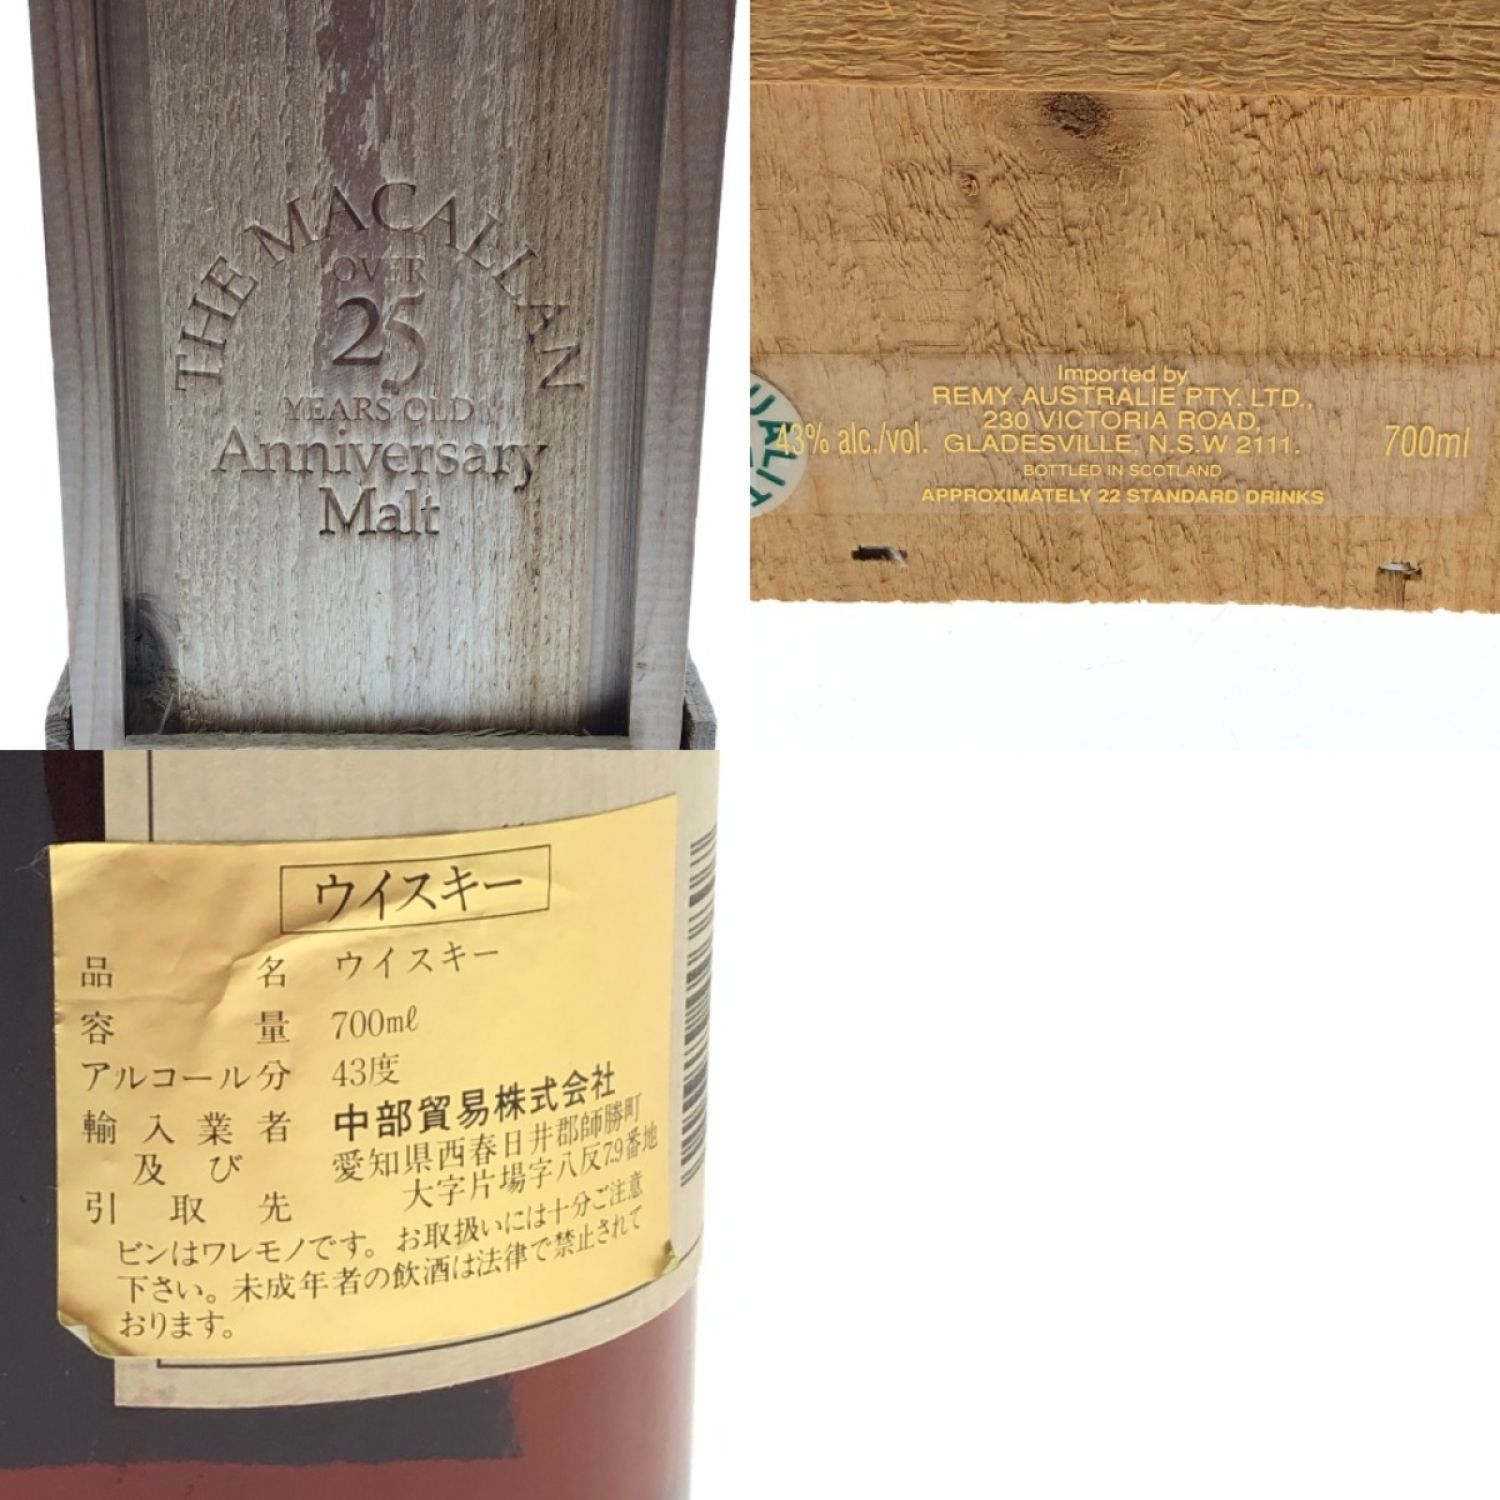 THE MACALLAN
OVER
25
YEARS OLD
Anniversary
Malt
Imported by
REMY AUSTRALIE PTY. LTD.,
230 VICTORIA ROAD,
43% alc./vol. GLADESVILLE, N.S.W 2111. 700ml
BOTTLED IN SCOTLAND
APPROXIMATELY 22 STANDARD DRINKS
ウイスキー
品名 ウイスキー
容量 700mℓ
アルコール分 43度
輸入業者 中部貿易株式会社
及び 愛知県西春日井郡師勝町
引取先 大字片場字八反79番地
ビンはワレモノです。お取扱いには十分ご注意
下さい。未成年者の飲酒は法律で禁止されて
おります。